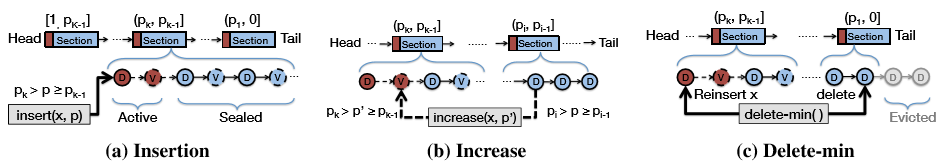 [1, pK-1] (pk, pk-1] (p1, 0]
Head ··· Section Section Section Tail
D V D V D V ···
pk > p ≥ pk-1
insert(x, p) Active Sealed
(a) Insertion
(pk, pk-1] (pi, pi-1]
Head ··· Section ······ Section ······ Tail
D V D V ··· ······ D D D
pk > p' ≥ pk-1 increase(x, p') pi > p ≥ pi-1
(b) Increase
(pk, pk-1] (p1, 0]
Head ··· Section ······ Section Tail
D V D V ······ D D D D
Reinsert x delete
delete-min( ) Evicted
(c) Delete-min